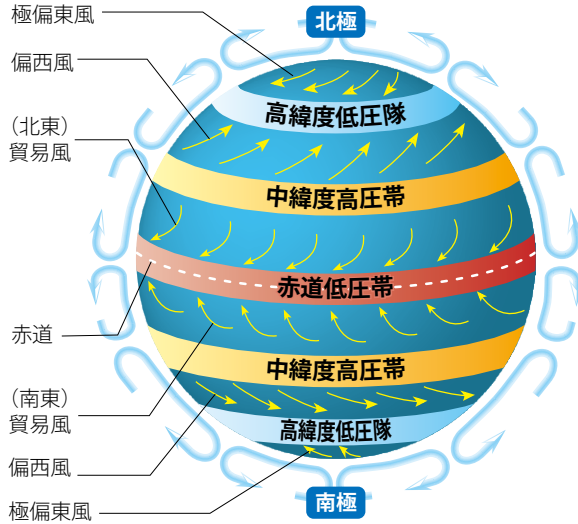 極偏東風
北極
偏西風
高緯度低圧隊
（北東）
貿易風
中緯度高圧帯
赤道低圧帯
赤道
中緯度高圧帯
（南東）
貿易風
高緯度低圧隊
偏西風
南極
極偏東風